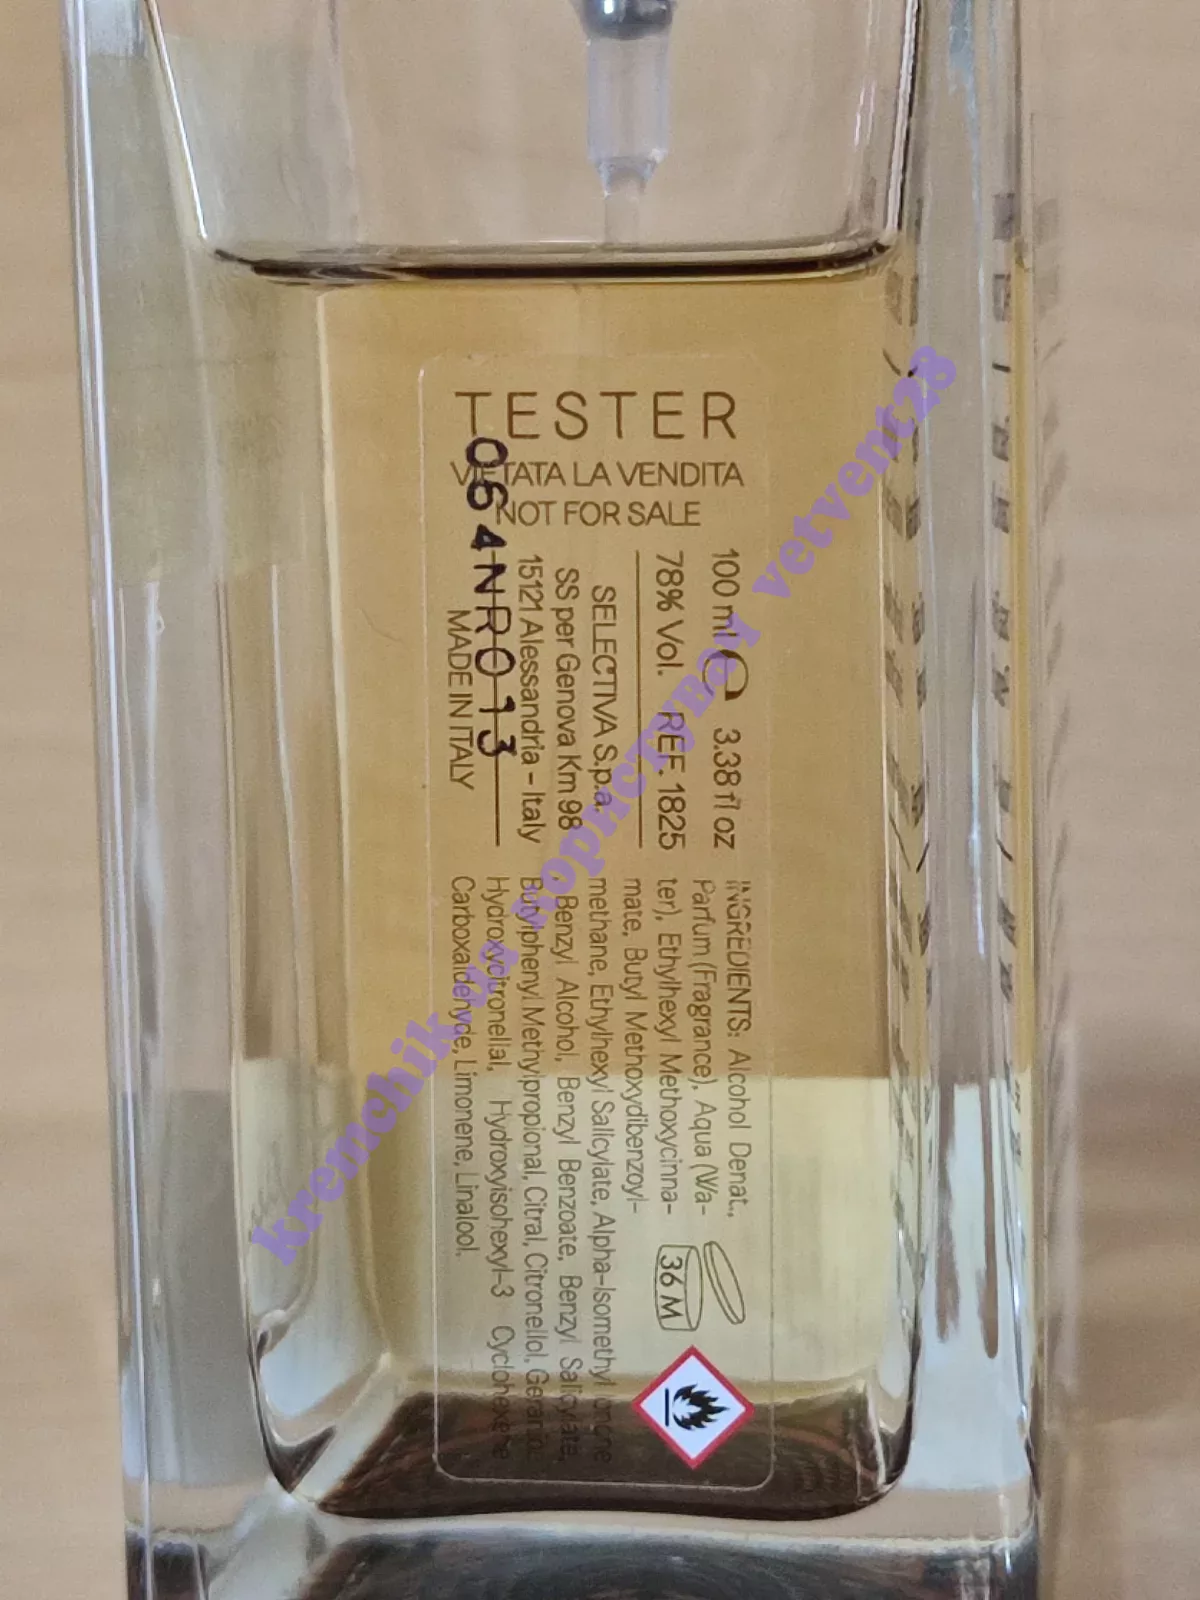 TESTER
VIETATA LA VENDITA
NOT FOR SALE
064NR013
100 ml e 3.38 fl oz
78% Vol. REF. 1825
SELECTIVA S.p.a.
SS per Genova Km 98
15121 Alessandria - Italy
MADE IN ITALY
INGREDIENTS: Alcohol Denat.,
Parfum (Fragrance), Aqua (Wa-
ter), Ethylhexyl Methoxycinna-
mate, Butyl Methoxydibenzoyl-
methane, Ethylhexyl Salicylate, Alpha-Isomethyl Ionone
Benzyl Alcohol, Benzyl Benzoate, Benzyl Salicylate,
Butylphenyl Methylpropional, Citral, Citronellol, Geraniol
Hydroxycitronellal, Hydroxyisohexyl-3 Cyclohexene
Carboxaldehyde, Limonene, Linalool.
36 M
kremchik vetvent28